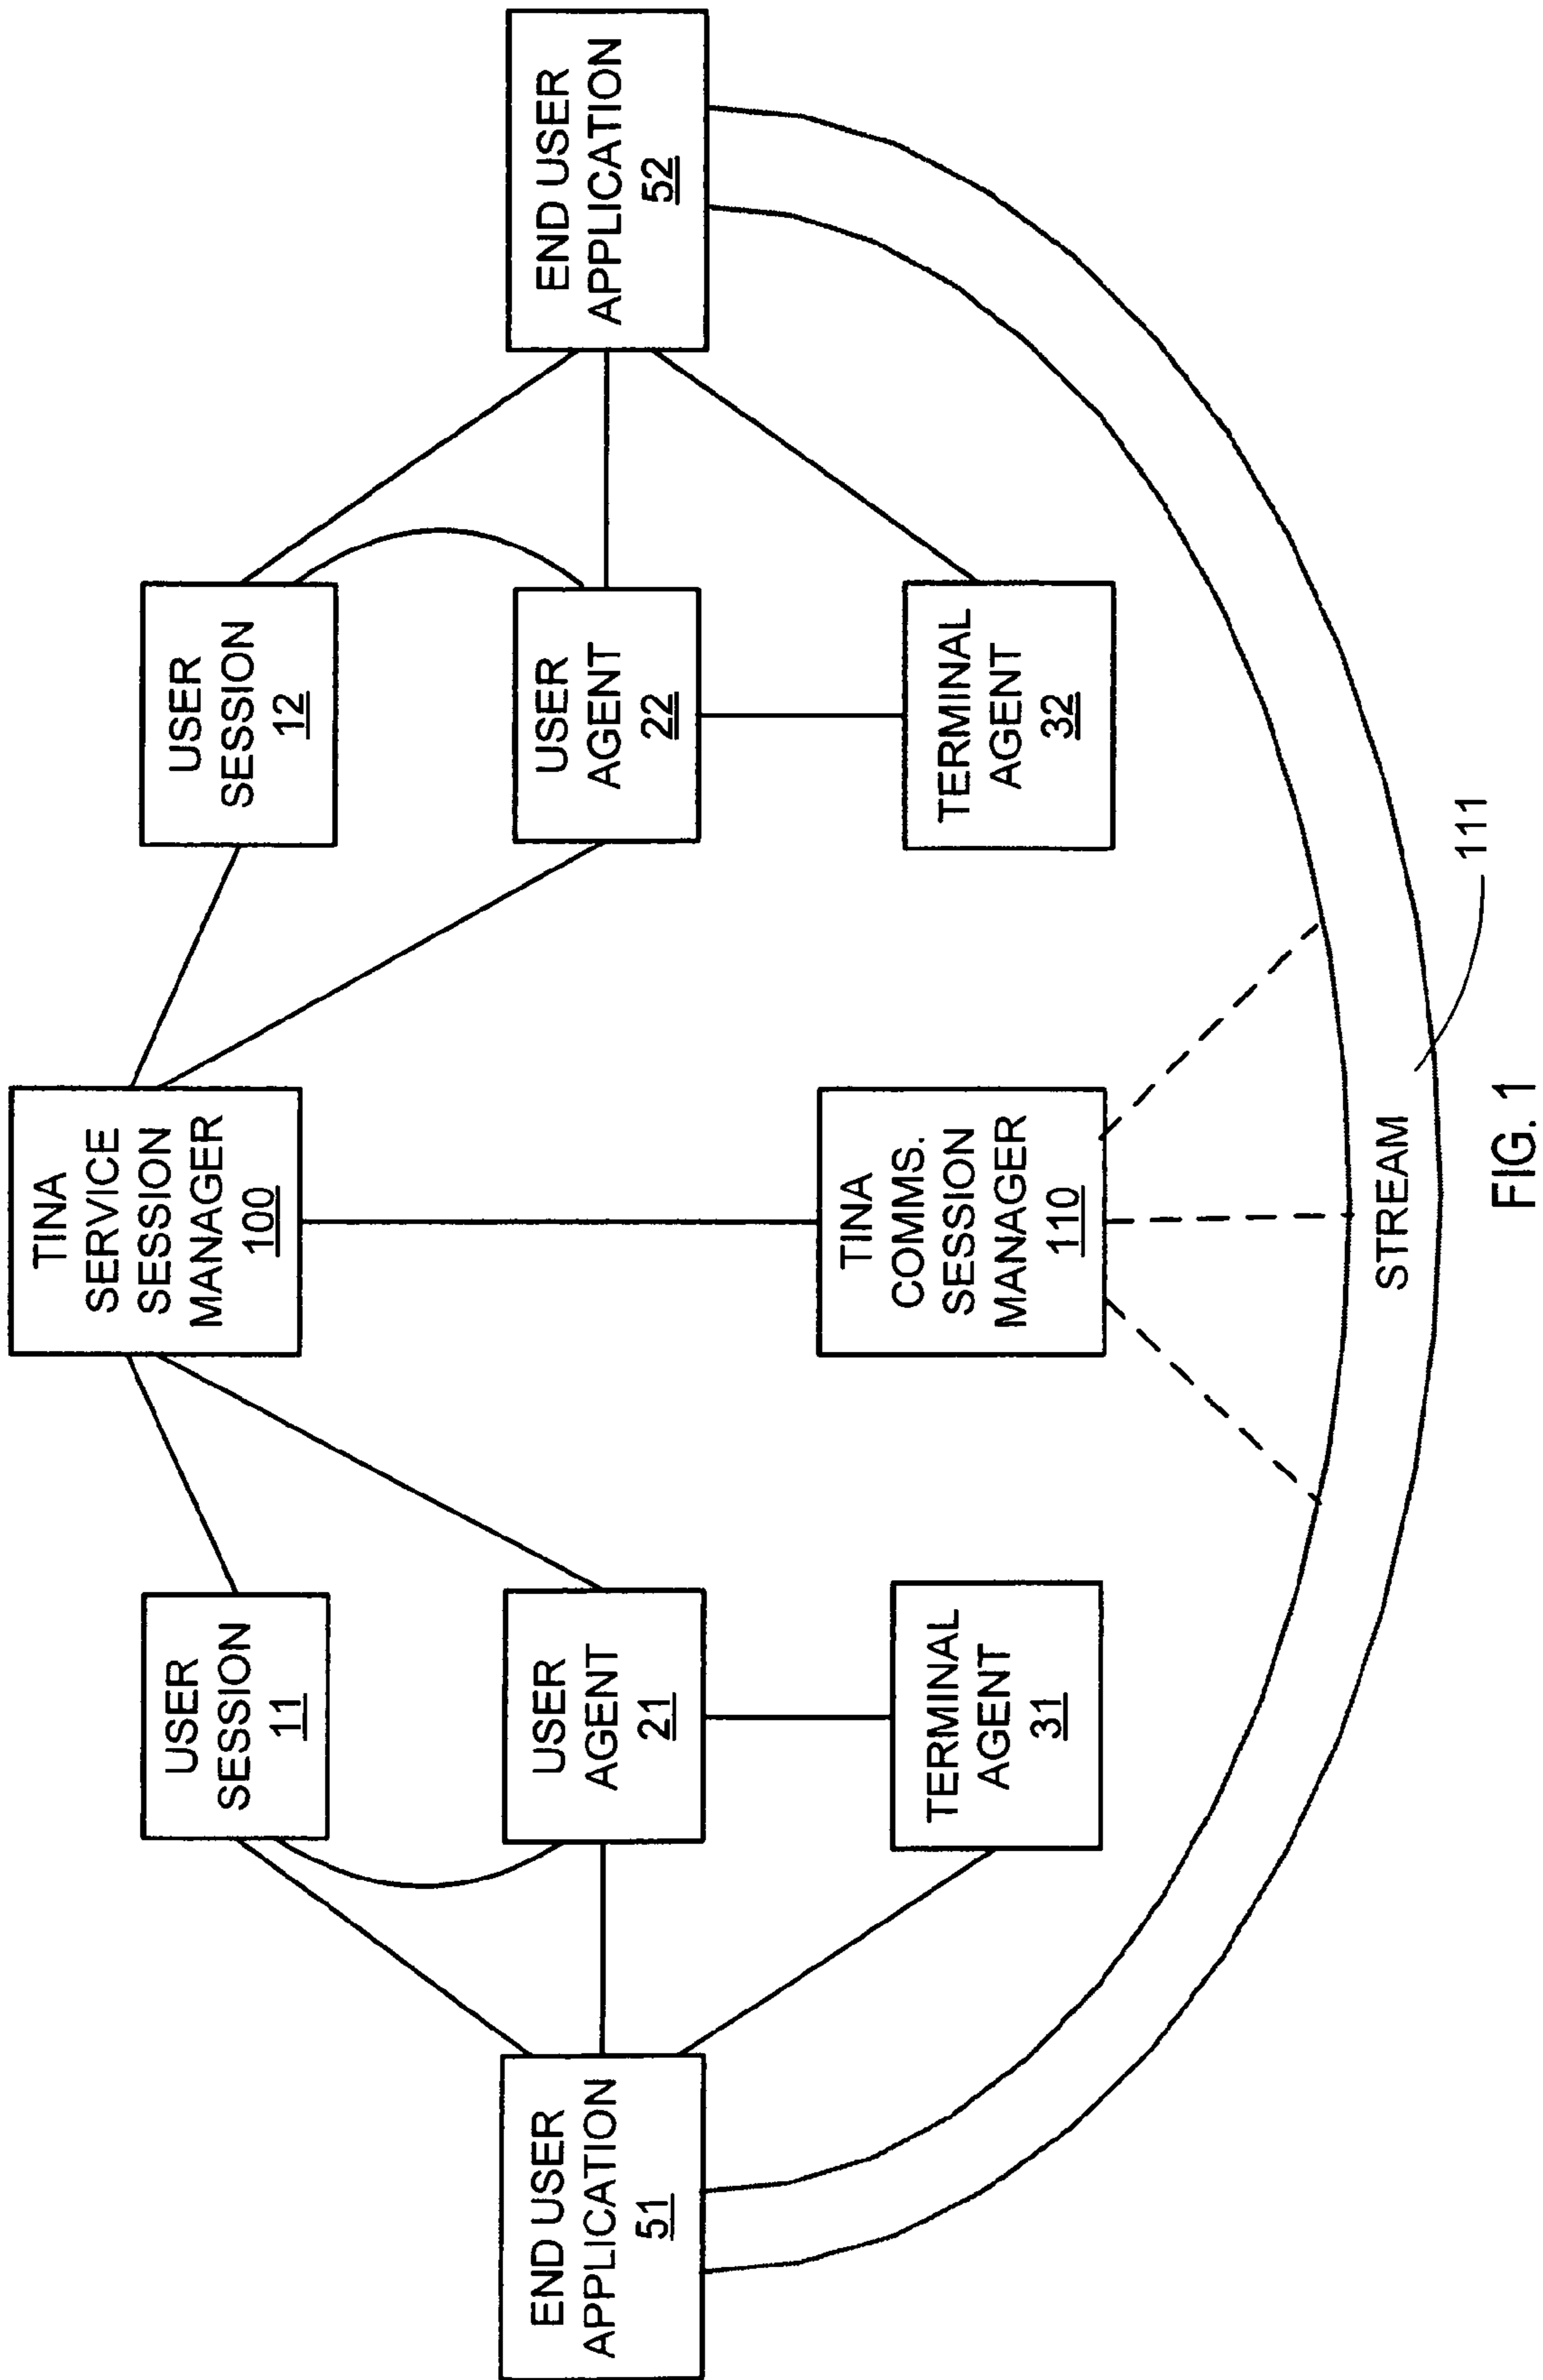 TINA
SERVICE
SESSION
MANAGER
100
USER
SESSION
11
USER
SESSION
12
END USER
APPLICATION
51
USER
AGENT
21
USER
AGENT
22
END USER
APPLICATION
52
TERMINAL
AGENT
31
TINA
COMMS.
SESSION
MANAGER
110
TERMINAL
AGENT
32
STREAM
111
FIG. 1